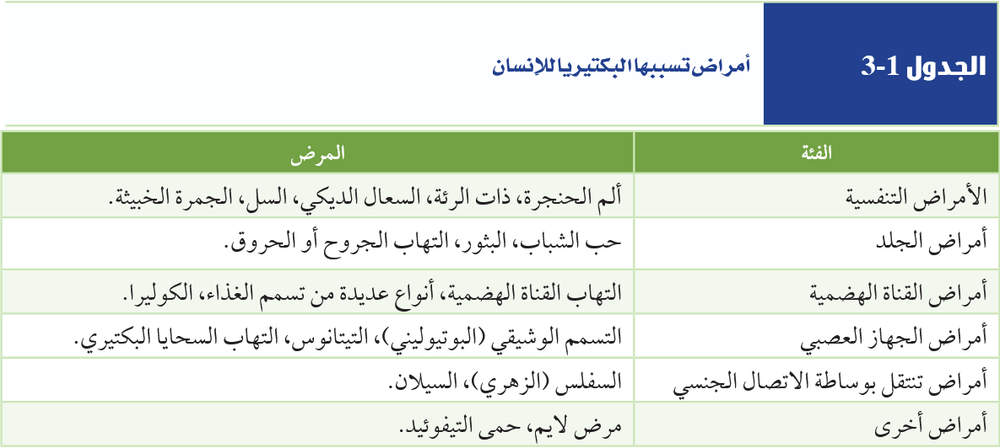 الجدول 1-3
أمراض تسببها البكتيريا للإنسان
الفئة المرض
الأمراض التنفسية ألم الحنجرة، ذات الرئة، السعال الديكي، السل، الجمرة الخبيثة.
أمراض الجلد حب الشباب، البثور، التهاب الجروح أو الحروق.
أمراض القناة الهضمية التهاب القناة الهضمية، أنواع عديدة من تسمم الغذاء، الكوليرا.
أمراض الجهاز العصبي التسمم الوشيقي (البوتيوليني)، التيتانوس، التهاب السحايا البكتيري.
أمراض تنتقل بوساطة الاتصال الجنسي السفلس (الزهري)، السيلان.
أمراض أخرى مرض لايم، حمى التيفوئيد.